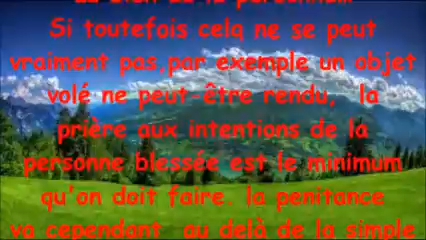 Si toutefois celq ne se peut
vraiment pas,par exemple un objet
volé ne peut-être rendu, la
prière aux intentions de la
personne blessée est le minimum
qu'on doit faire. la penitance
va cependant au delà de la simple